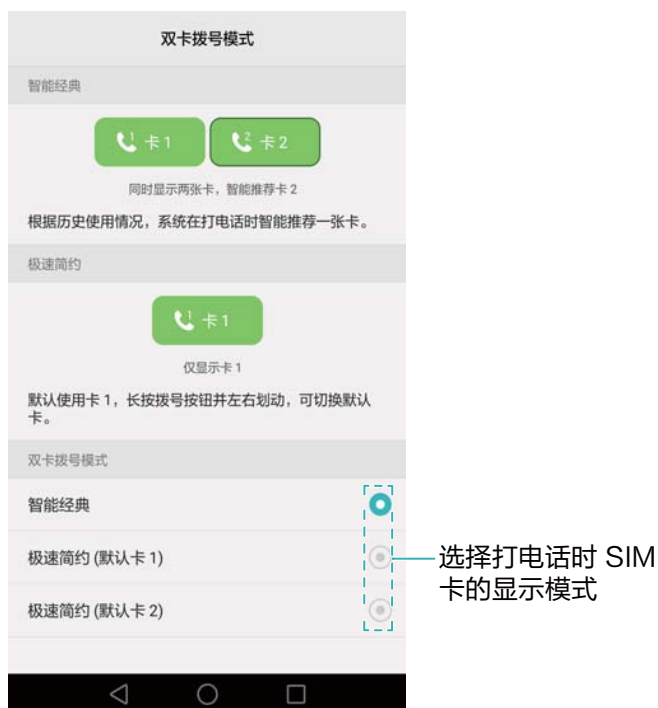 双卡拨号模式
智能经典
1 卡 1
2 卡 2
同时显示两张卡，智能推荐卡 2
根据历史使用情况，系统在打电话时智能推荐一张卡。
极速简约
1 卡 1
仅显示卡 1
默认使用卡 1，长按拨号按钮并左右划动，可切换默认
卡。
双卡拨号模式
智能经典
极速简约 (默认卡 1)
极速简约 (默认卡 2)
选择打电话时 SIM
卡的显示模式